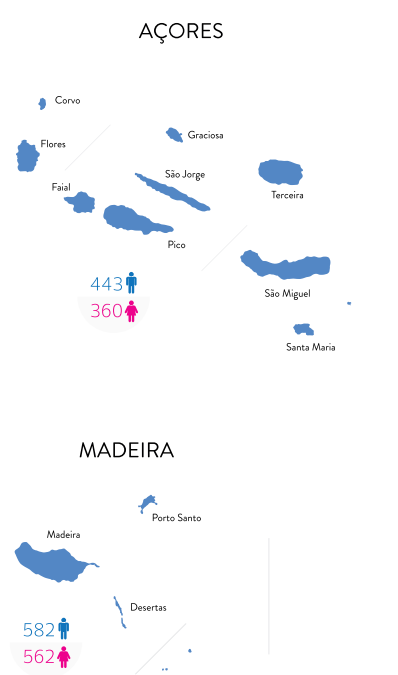 AÇORES
Corvo
Graciosa
Flores
São Jorge
Faial
Terceira
Pico
443
São Miguel
360
Santa Maria
MADEIRA
Porto Santo
Madeira
Desertas
582
562